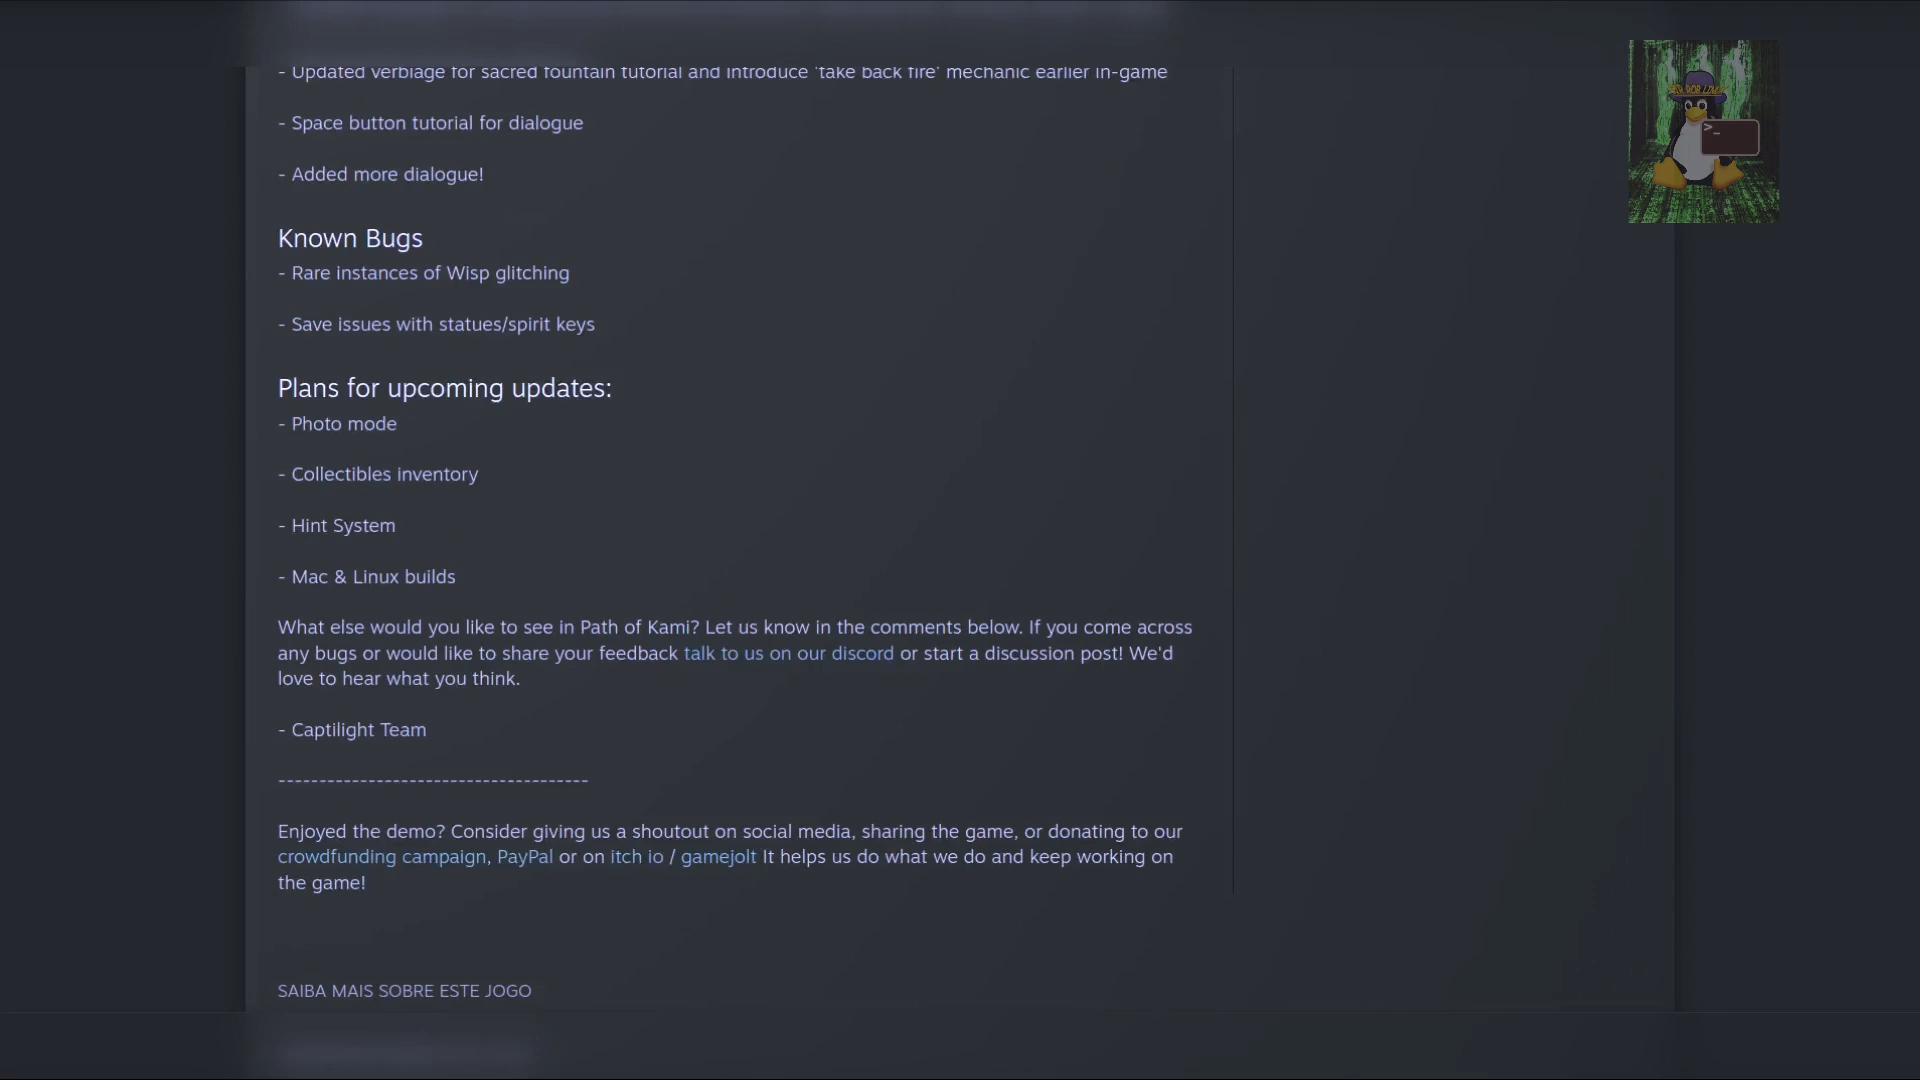 - Updated verbiage for sacred fountain tutorial and introduce 'take back fire' mechanic earlier in-game
- Space button tutorial for dialogue
- Added more dialogue!
Known Bugs
- Rare instances of Wisp glitching
- Save issues with statues/spirit keys
Plans for upcoming updates:
- Photo mode
- Collectibles inventory
- Hint System
- Mac & Linux builds
What else would you like to see in Path of Kami? Let us know in the comments below. If you come across
any bugs or would like to share your feedback talk to us on our discord or start a discussion post! We'd
love to hear what you think.
- Captilight Team
--------------------------------------
Enjoyed the demo? Consider giving us a shoutout on social media, sharing the game, or donating to our
crowdfunding campaign, PayPal or on itch io / gamejolt It helps us do what we do and keep working on
the game!
SAIBA MAIS SOBRE ESTE JOGO
>_